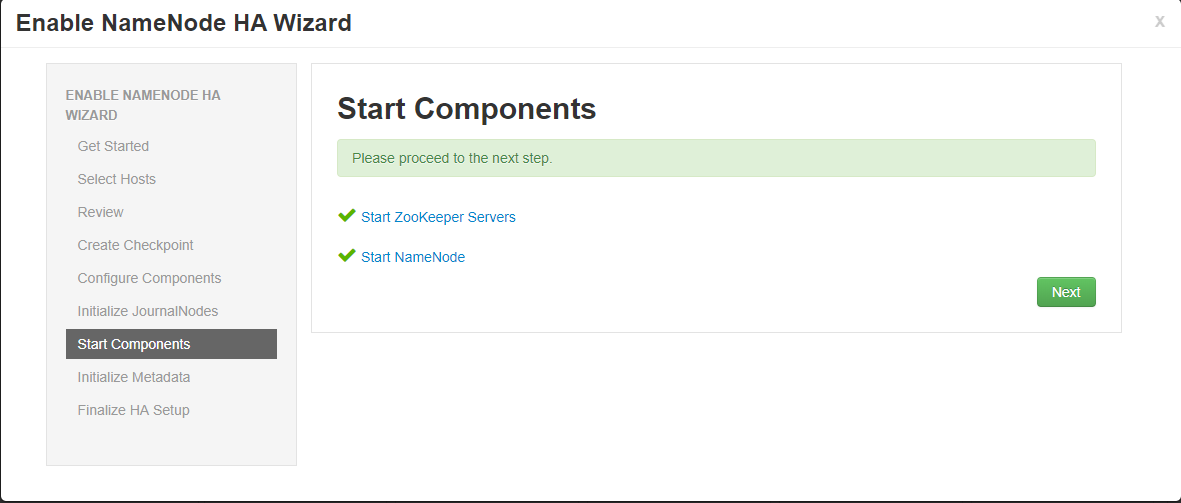 Enable NameNode HA Wizard
x
ENABLE NAMENODE HA
WIZARD
Get Started
Select Hosts
Review
Create Checkpoint
Configure Components
Initialize JournalNodes
Start Components
Initialize Metadata
Finalize HA Setup
Start Components
Please proceed to the next step.
Start ZooKeeper Servers
Start NameNode
Next